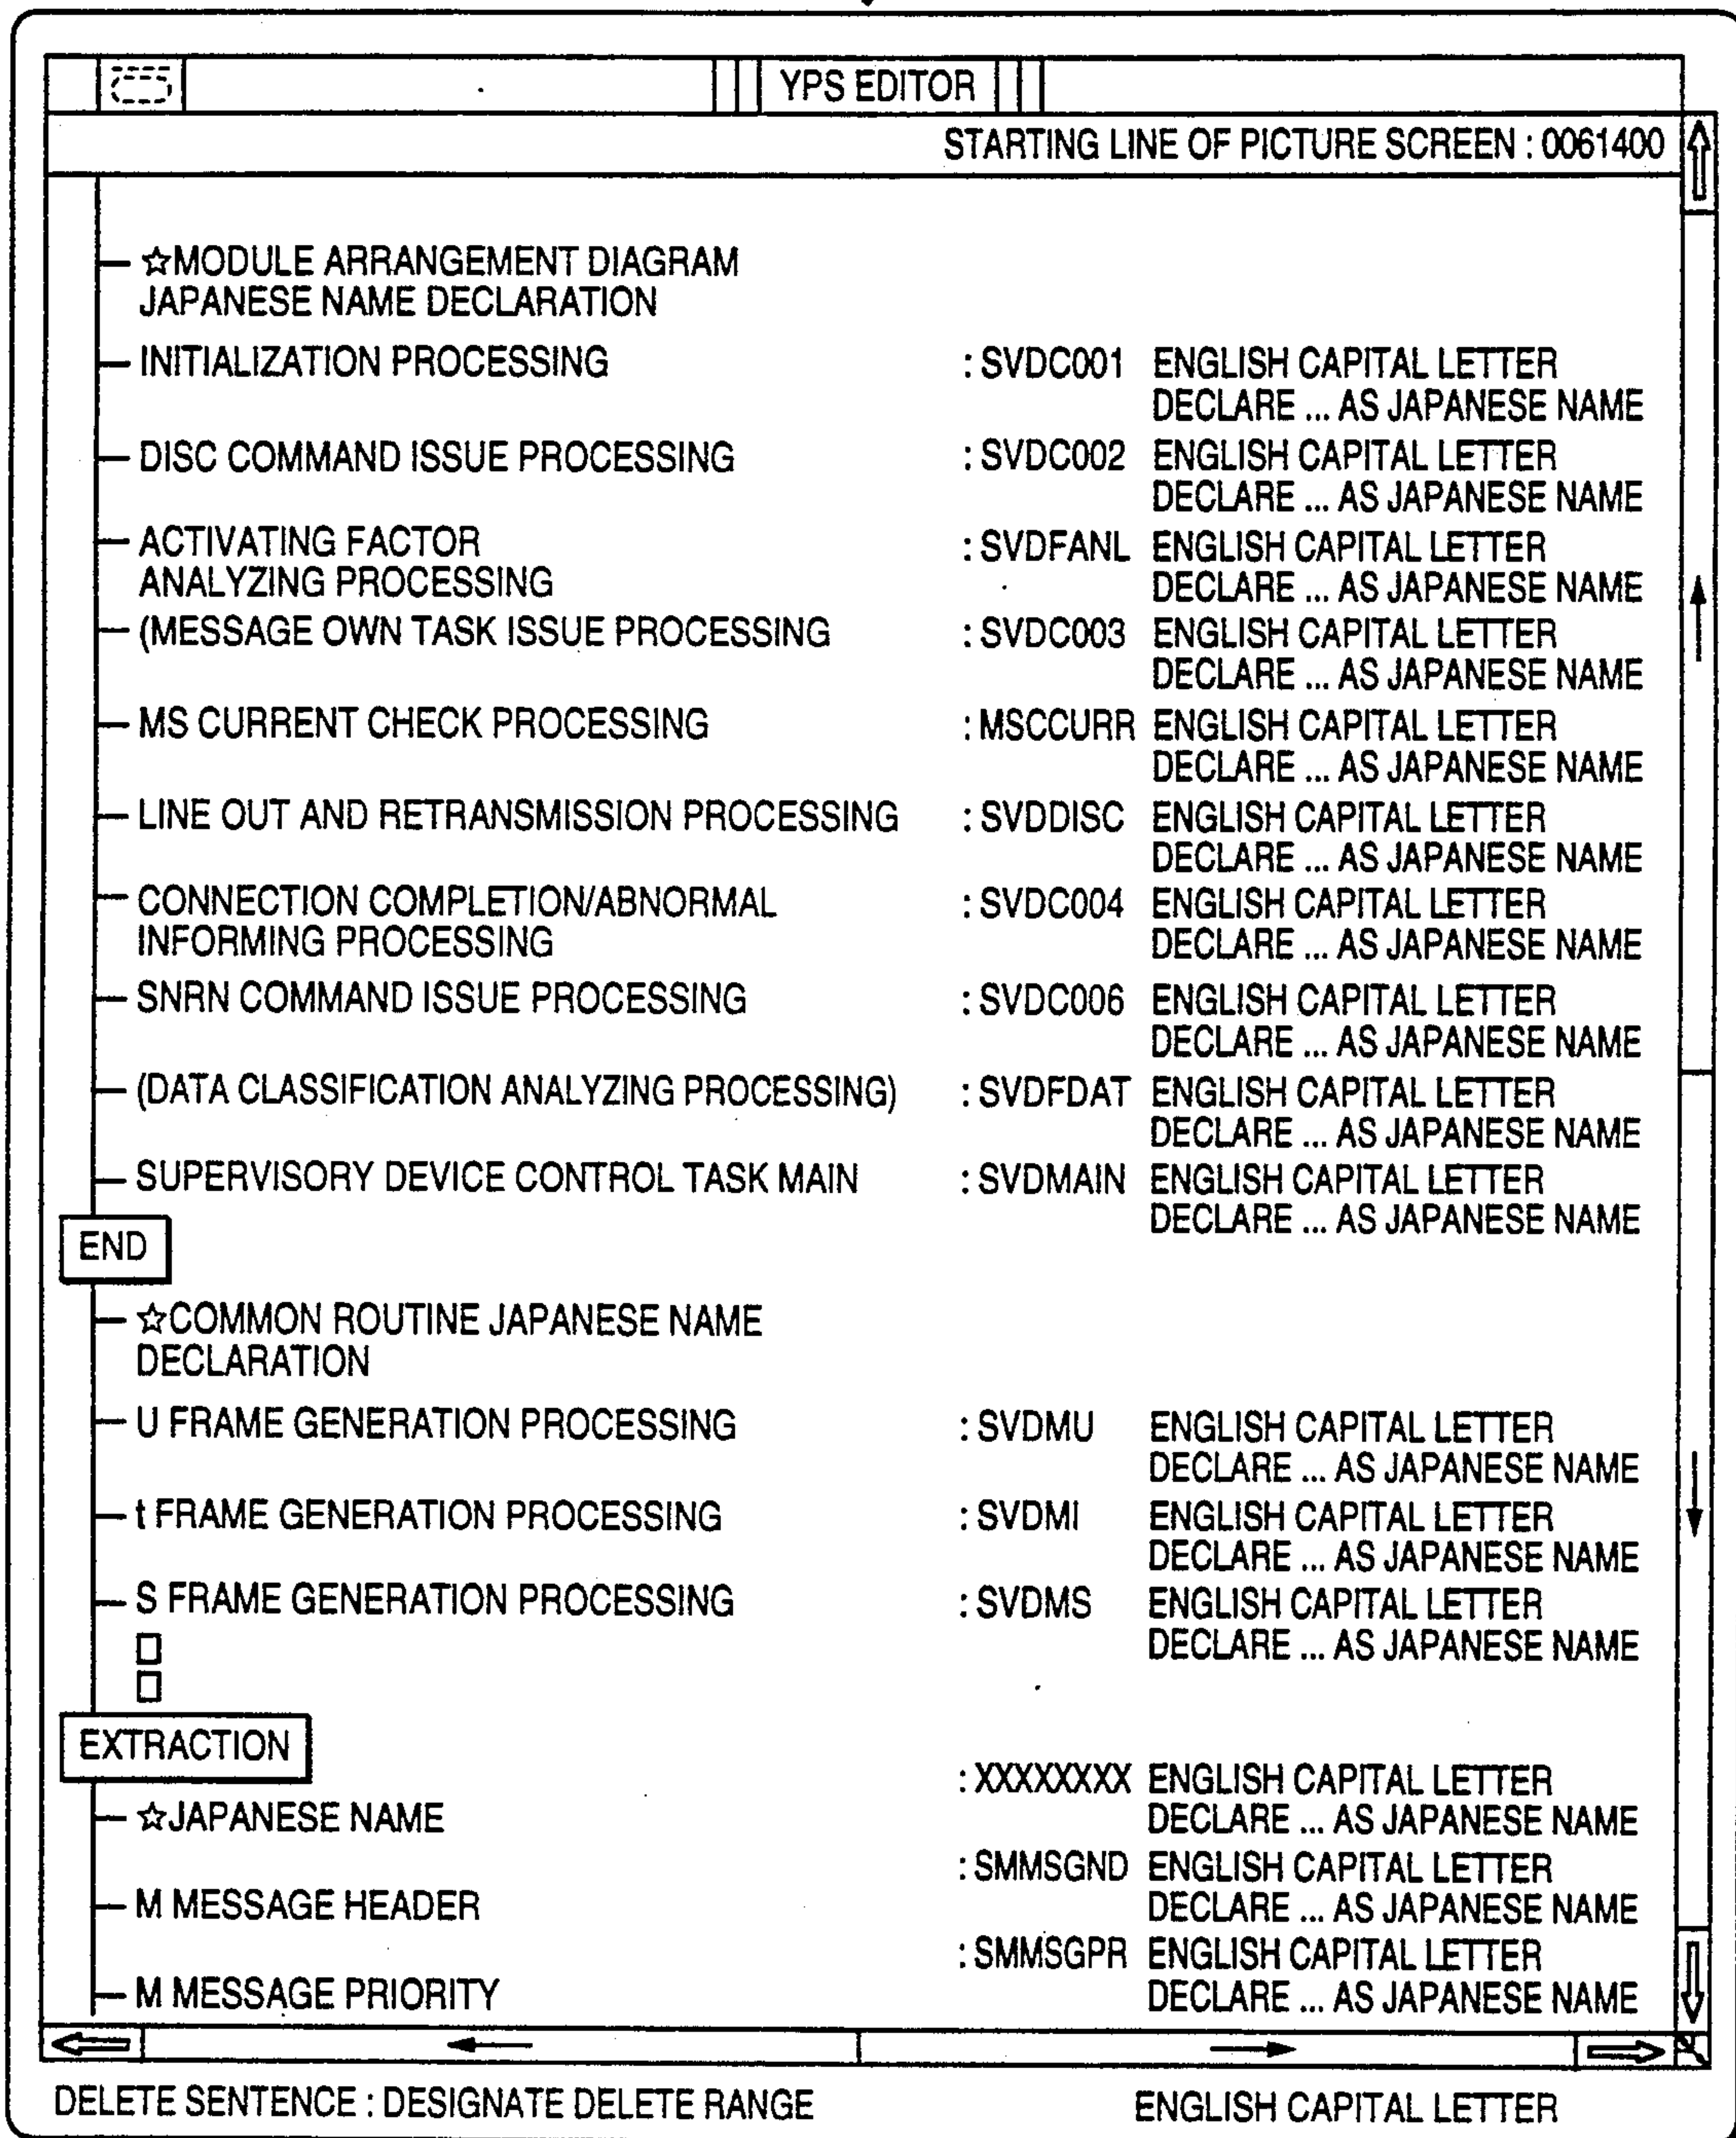 YPS EDITOR
STARTING LINE OF PICTURE SCREEN : 0061400
☆MODULE ARRANGEMENT DIAGRAM
JAPANESE NAME DECLARATION
INITIALIZATION PROCESSING : SVDC001 ENGLISH CAPITAL LETTER
DECLARE ... AS JAPANESE NAME
DISC COMMAND ISSUE PROCESSING : SVDC002 ENGLISH CAPITAL LETTER
DECLARE ... AS JAPANESE NAME
ACTIVATING FACTOR : SVDFANL ENGLISH CAPITAL LETTER
ANALYZING PROCESSING DECLARE ... AS JAPANESE NAME
(MESSAGE OWN TASK ISSUE PROCESSING : SVDC003 ENGLISH CAPITAL LETTER
DECLARE ... AS JAPANESE NAME
MS CURRENT CHECK PROCESSING : MSCCURR ENGLISH CAPITAL LETTER
DECLARE ... AS JAPANESE NAME
LINE OUT AND RETRANSMISSION PROCESSING : SVDDISC ENGLISH CAPITAL LETTER
DECLARE ... AS JAPANESE NAME
CONNECTION COMPLETION/ABNORMAL : SVDC004 ENGLISH CAPITAL LETTER
INFORMING PROCESSING DECLARE ... AS JAPANESE NAME
SNRN COMMAND ISSUE PROCESSING : SVDC006 ENGLISH CAPITAL LETTER
DECLARE ... AS JAPANESE NAME
(DATA CLASSIFICATION ANALYZING PROCESSING) : SVDFDAT ENGLISH CAPITAL LETTER
DECLARE ... AS JAPANESE NAME
SUPERVISORY DEVICE CONTROL TASK MAIN : SVDMAIN ENGLISH CAPITAL LETTER
DECLARE ... AS JAPANESE NAME
END
☆COMMON ROUTINE JAPANESE NAME
DECLARATION
U FRAME GENERATION PROCESSING : SVDMU ENGLISH CAPITAL LETTER
DECLARE ... AS JAPANESE NAME
t FRAME GENERATION PROCESSING : SVDMI ENGLISH CAPITAL LETTER
DECLARE ... AS JAPANESE NAME
S FRAME GENERATION PROCESSING : SVDMS ENGLISH CAPITAL LETTER
DECLARE ... AS JAPANESE NAME
EXTRACTION
: XXXXXXXX ENGLISH CAPITAL LETTER
☆JAPANESE NAME DECLARE ... AS JAPANESE NAME
: SMMSGND ENGLISH CAPITAL LETTER
M MESSAGE HEADER DECLARE ... AS JAPANESE NAME
: SMMSGPR ENGLISH CAPITAL LETTER
M MESSAGE PRIORITY DECLARE ... AS JAPANESE NAME
DELETE SENTENCE : DESIGNATE DELETE RANGE ENGLISH CAPITAL LETTER